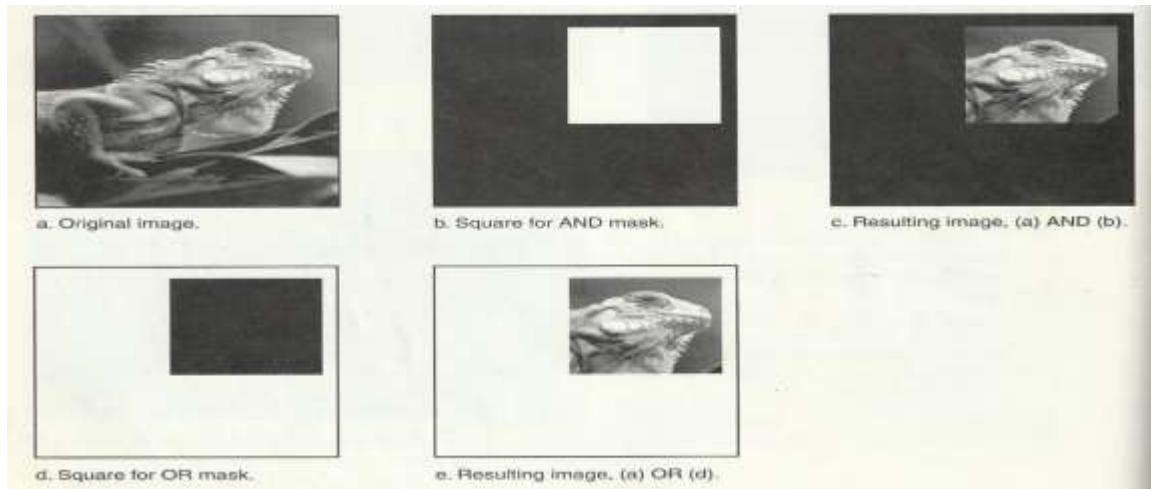 a. Original image.
b. Square for AND mask.
c. Resulting image, (a) AND (b).
d. Square for OR mask.
e. Resulting image, (a) OR (d).